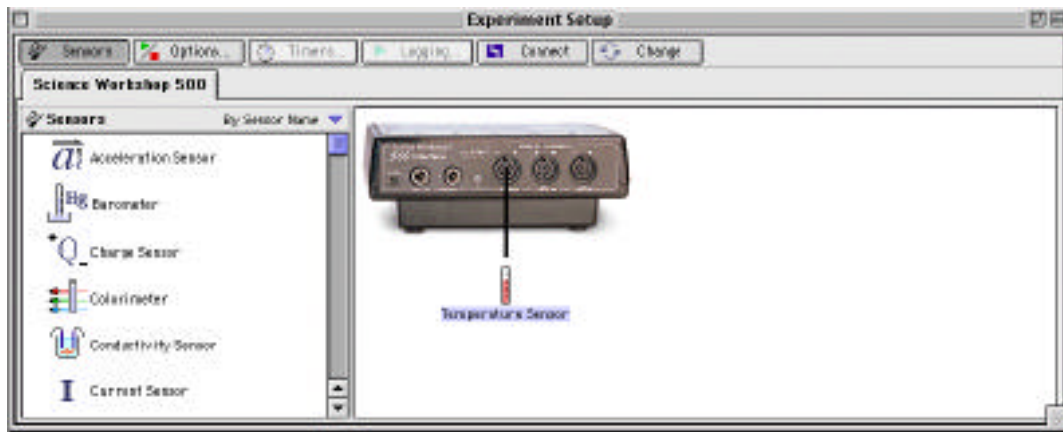 Experiment Setup
Sensors Options... Timers... Logging... Connect Change
Science Workshop 500
Sensors By Sensor Name
a Acceleration Sensor
Hg Barometer
Q Charge Sensor
Colorimeter
Conductivity Sensor
I Current Sensor
Temperature Sensor